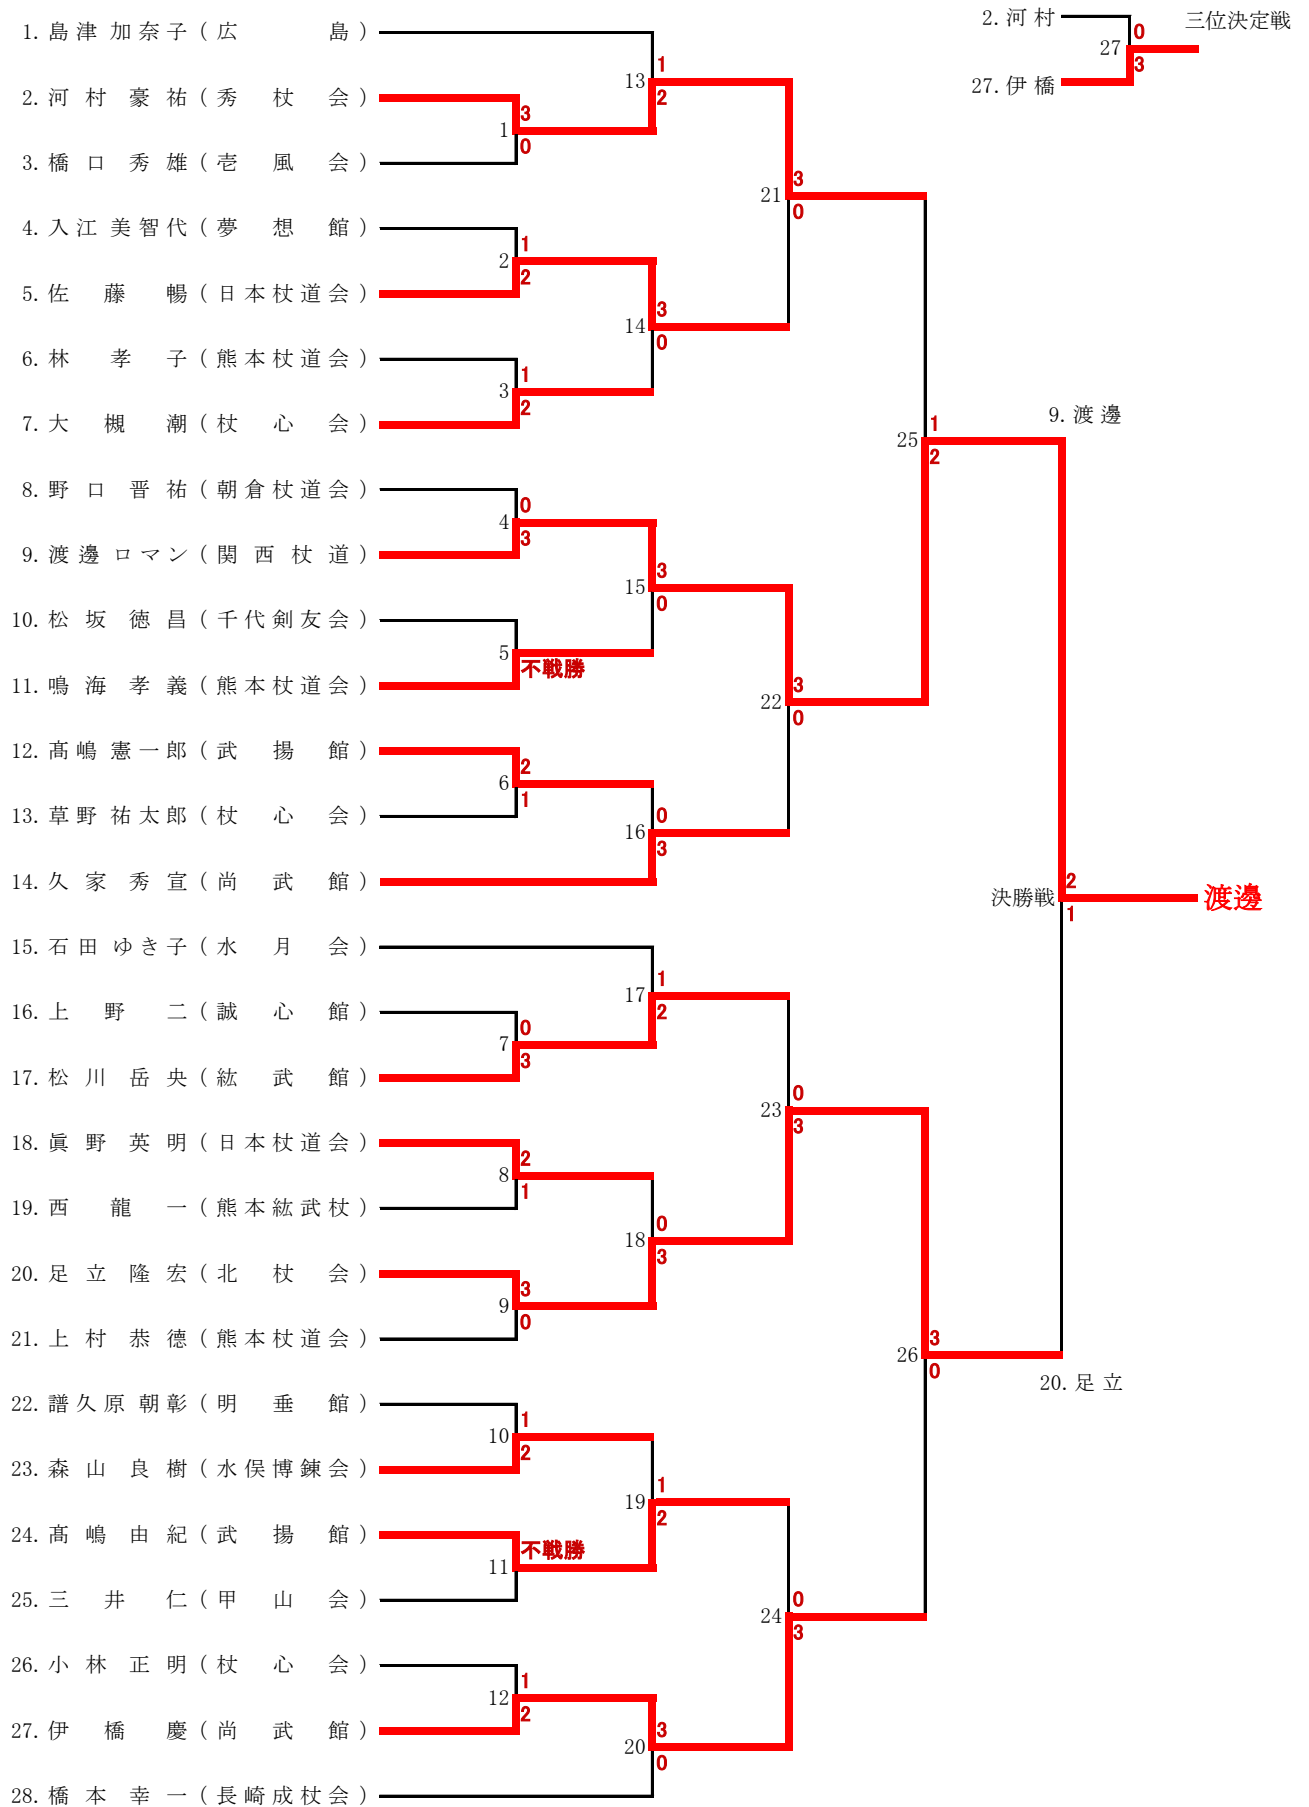 2. 河村
三位決定戦
0
27
3
27. 伊橋
1. 島津 加奈子 ( 広 島 )
1
13
2
2. 河村 豪祐 ( 秀杖会 )
3
1
0
3. 橋口 秀雄 ( 壱風会 )
3
21
0
4. 入江 美智代 ( 夢想館 )
1
2
2
5. 佐藤 暢 ( 日本杖道会 )
3
14
0
6. 林 孝子 ( 熊本杖道会 )
1
3
2
7. 大槻 潮 ( 杖心会 )
9. 渡邊
1
25
2
8. 野口 晋祐 ( 朝倉杖道会 )
0
4
3
9. 渡邊 ロマン ( 関西杖道 )
3
15
0
10. 松坂 徳昌 ( 千代剣友会 )
5
不戦勝
11. 鳴海 孝義 ( 熊本杖道会 )
3
22
0
12. 髙嶋 憲一郎 ( 武揚館 )
2
6
1
13. 草野 祐太郎 ( 杖心会 )
0
16
3
14. 久家 秀宣 ( 尚武館 )
2
決勝戦
渡邊
1
15. 石田 ゆき子 ( 水月会 )
1
17
2
16. 上野 二 ( 誠心館 )
0
7
3
17. 松川 岳央 ( 紘武館 )
0
23
3
18. 眞野 英明 ( 日本杖道会 )
2
8
1
19. 西 龍一 ( 熊本紘武杖 )
0
18
3
20. 足立 隆宏 ( 北杖会 )
3
9
0
21. 上村 恭德 ( 熊本杖道会 )
3
26
0
20. 足立
22. 譜久原 朝彰 ( 明垂館 )
1
10
2
23. 森山 良樹 ( 水俣博錬会 )
1
19
2
24. 髙嶋 由紀 ( 武揚館 )
不戦勝
11
25. 三井 仁 ( 甲山会 )
0
24
3
26. 小林 正明 ( 杖心会 )
1
12
2
27. 伊橋 慶 ( 尚武館 )
3
20
0
28. 橋本 幸一 ( 長崎成杖会 )